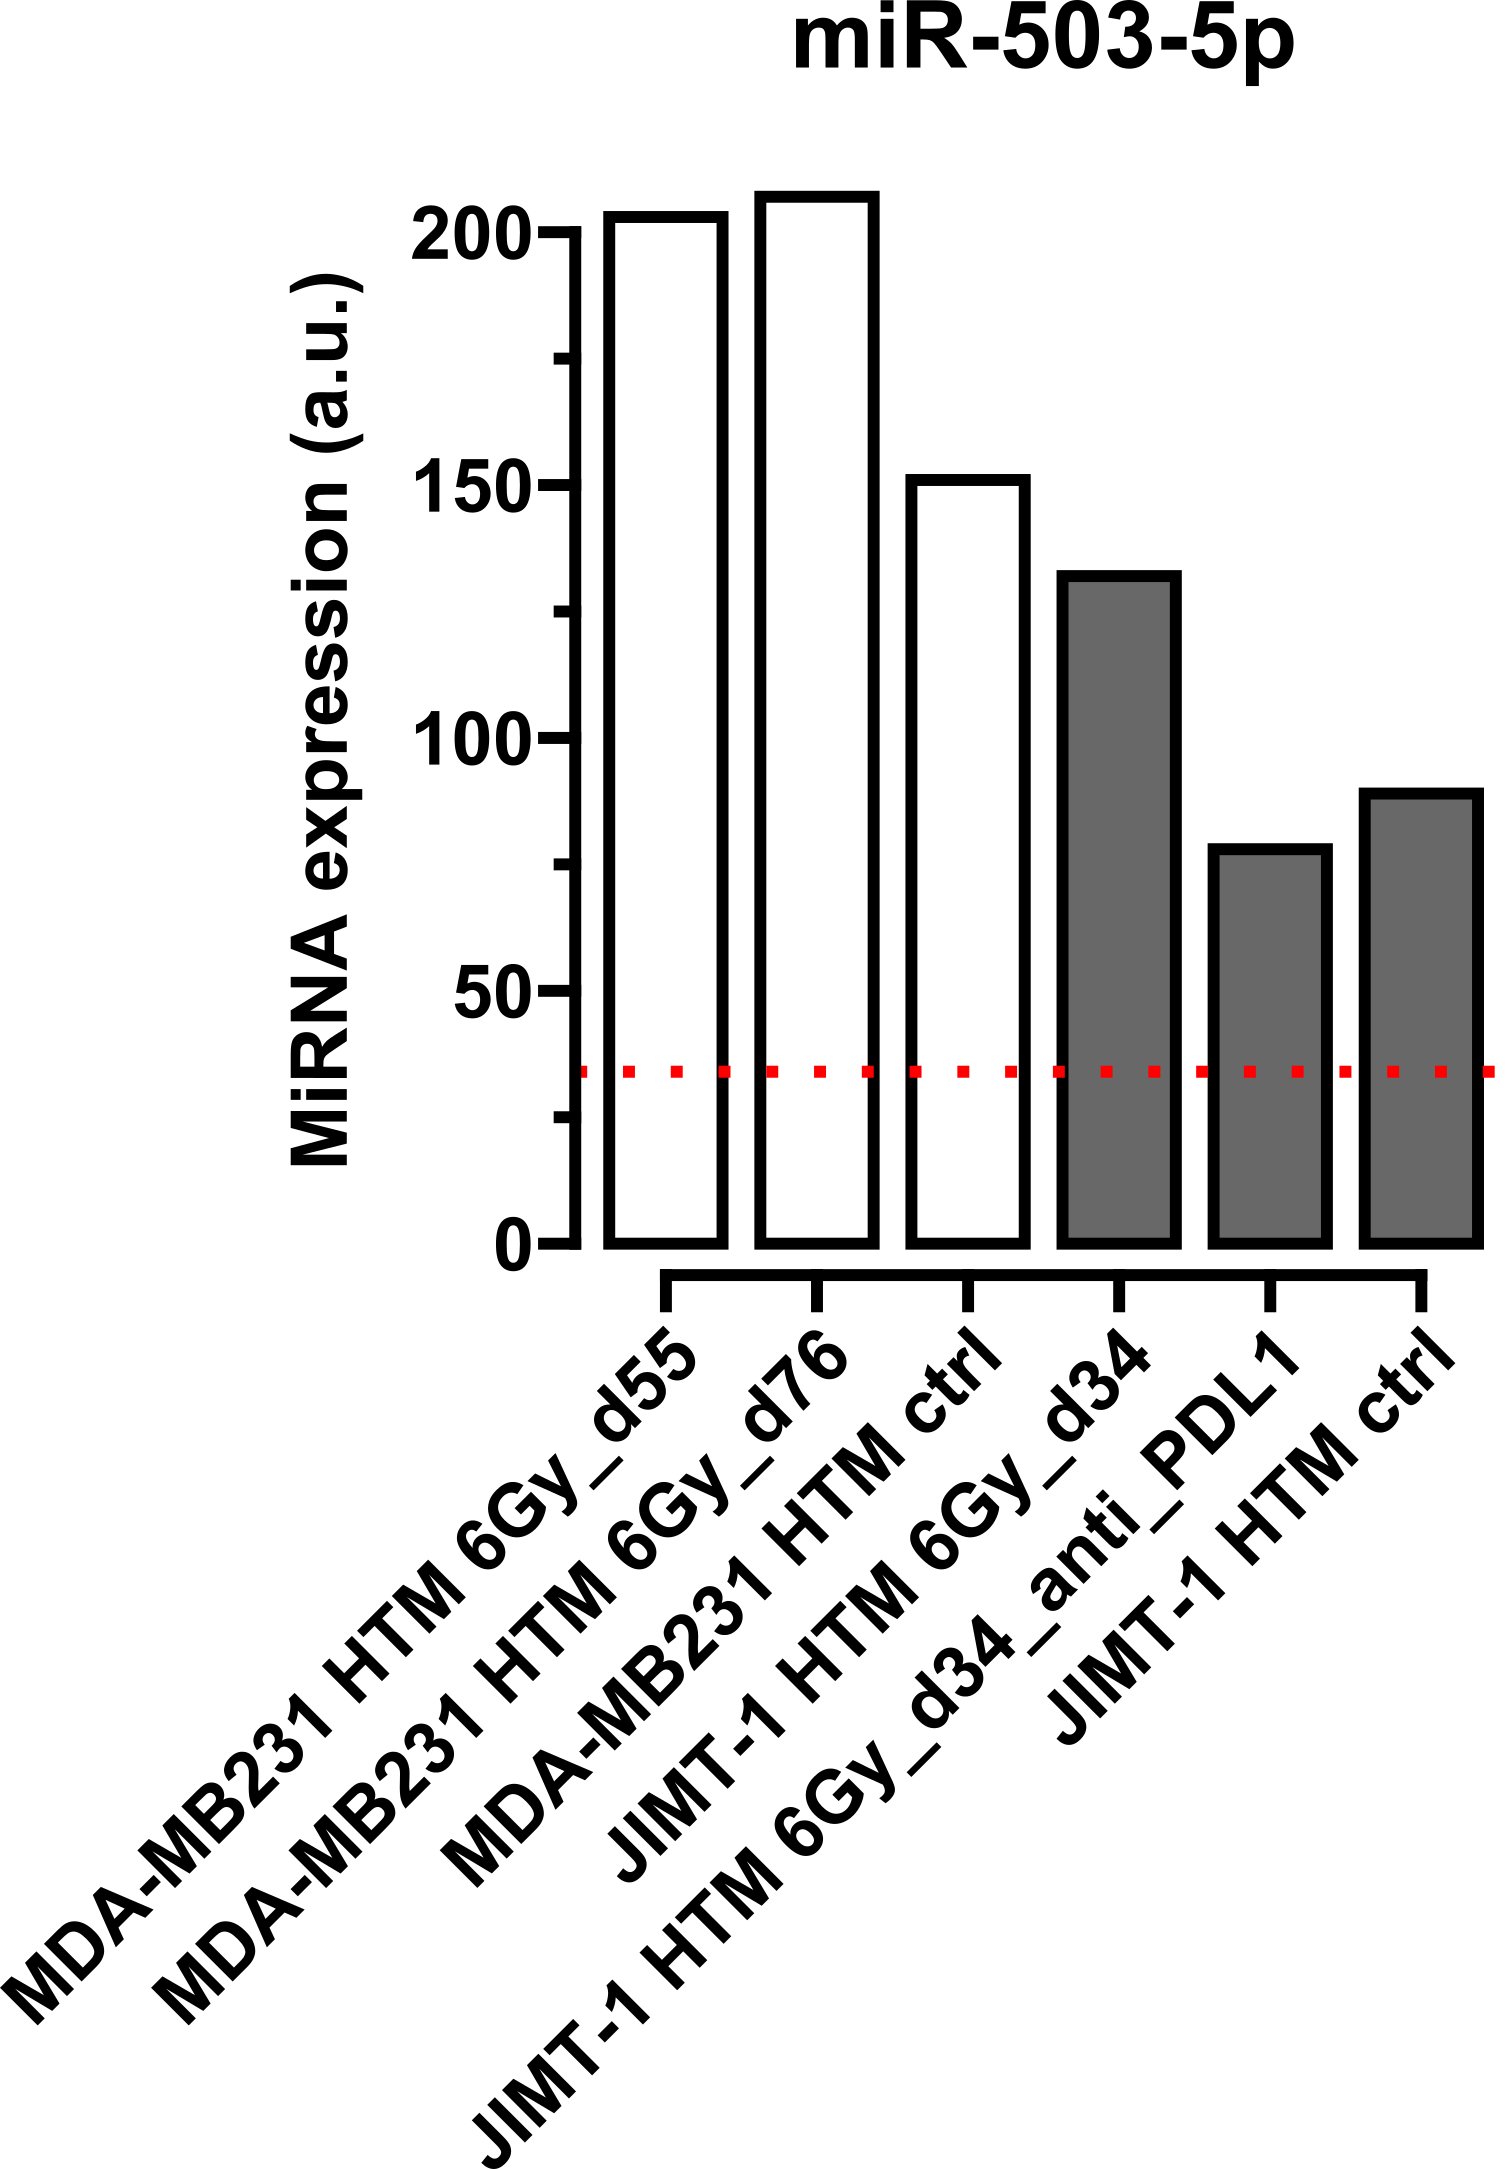 miR-503-5p
MiRNA expression (a.u.)
200
150
100
50
0
MDA-MB231 HTM 6Gy_d55
MDA-MB231 HTM 6Gy_d76
MDA-MB231 HTM ctrl
JIMT-1 HTM 6Gy_d34
JIMT-1 HTM 6Gy_d34_anti_PDL1
JIMT-1 HTM ctrl